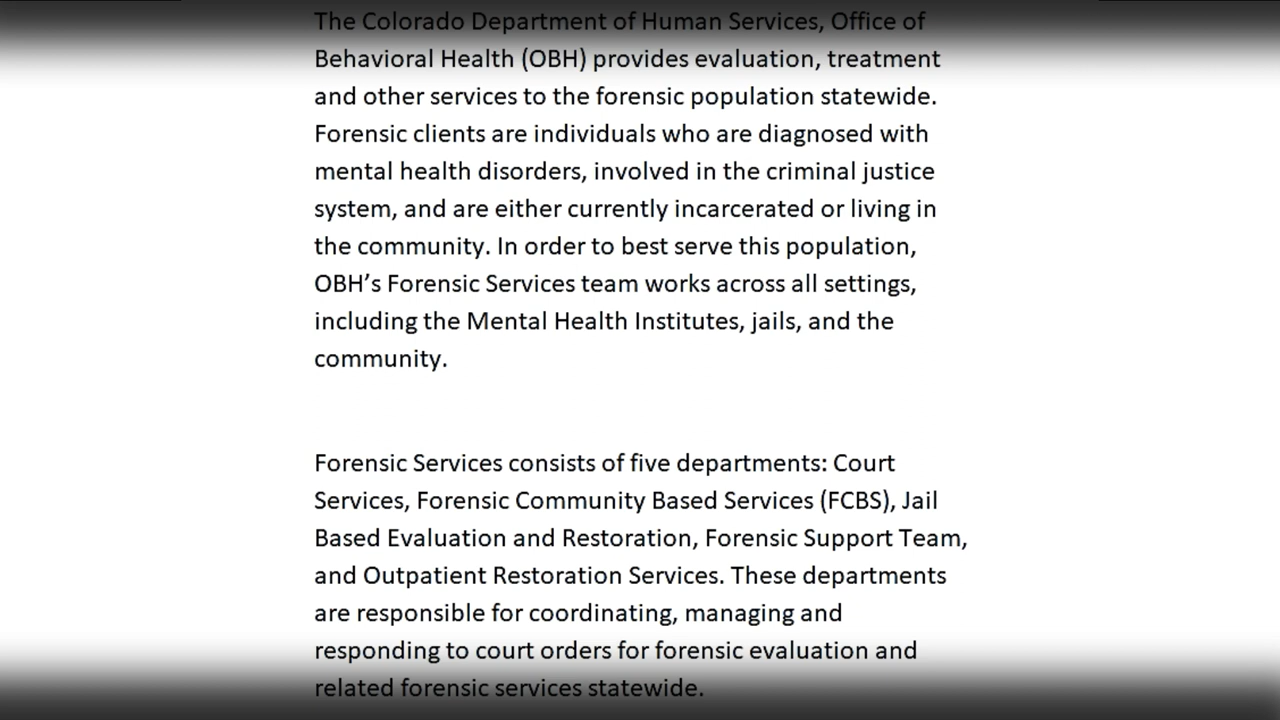 The Colorado Department of Human Services, Office of
Behavioral Health (OBH) provides evaluation, treatment
and other services to the forensic population statewide.
Forensic clients are individuals who are diagnosed with
mental health disorders, involved in the criminal justice
system, and are either currently incarcerated or living in
the community. In order to best serve this population,
OBH’s Forensic Services team works across all settings,
including the Mental Health Institutes, jails, and the
community.
Forensic Services consists of five departments: Court
Services, Forensic Community Based Services (FCBS), Jail
Based Evaluation and Restoration, Forensic Support Team,
and Outpatient Restoration Services. These departments
are responsible for coordinating, managing and
responding to court orders for forensic evaluation and
related forensic services statewide.